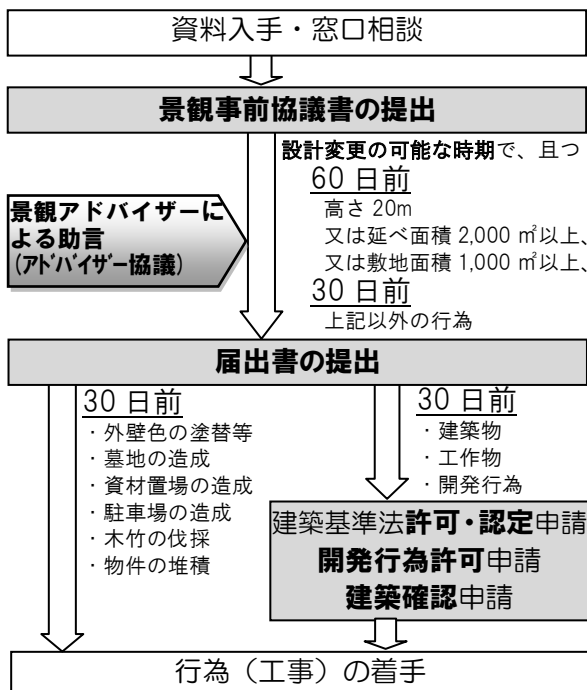 資料入手・窓口相談
景観事前協議書の提出
設計変更の可能な時期で、且つ
60 日前
高さ 20m
又は延べ面積 2,000 ㎡以上、
又は敷地面積 1,000 ㎡以上、
30 日前
上記以外の行為
景観アドバイザーに
よる助言
(アドバイザー協議)
届出書の提出
30 日前
・外壁色の塗替等
・墓地の造成
・資材置場の造成
・駐車場の造成
・木竹の伐採
・物件の堆積
30 日前
・建築物
・工作物
・開発行為
建築基準法許可・認定申請
開発行為許可申請
建築確認申請
行為（工事）の着手